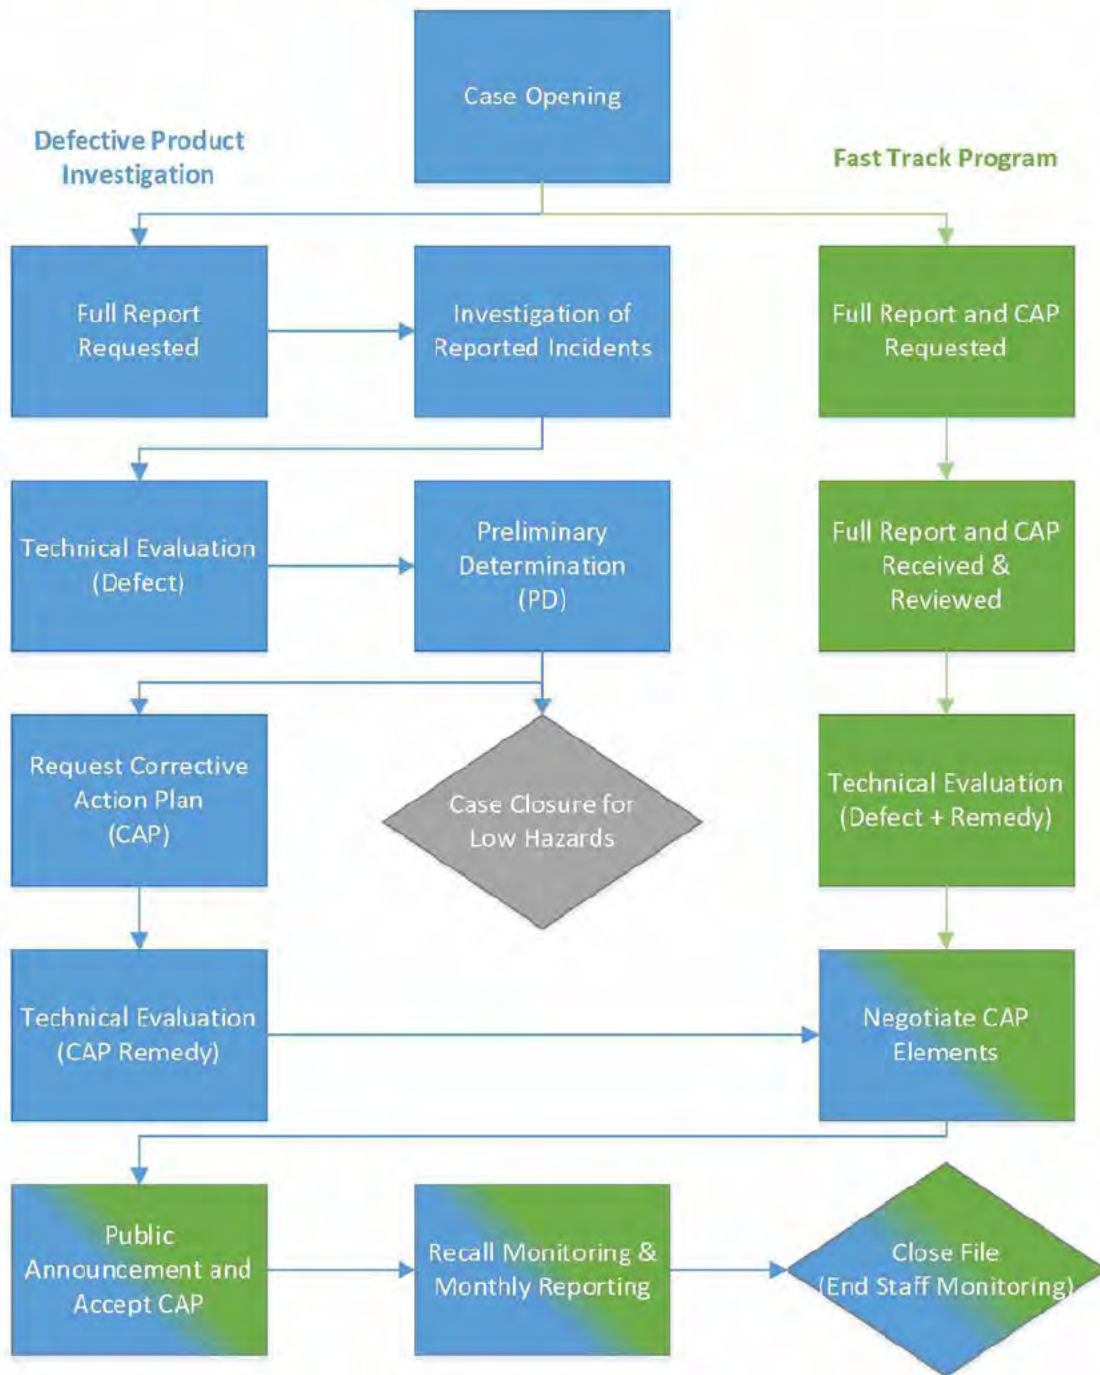 Case Opening
Defective Product
Investigation
Fast Track Program
Full Report
Requested
Investigation of
Reported Incidents
Full Report and CAP
Requested
Technical Evaluation
(Defect)
Preliminary
Determination
(PD)
Full Report and CAP
Received &
Reviewed
Request Corrective
Action Plan
(CAP)
Case Closure for
Low Hazards
Technical Evaluation
(Defect + Remedy)
Technical Evaluation
(CAP Remedy)
Negotiate CAP
Elements
Public
Announcement and
Accept CAP
Recall Monitoring &
Monthly Reporting
Close File
(End Staff Monitoring)